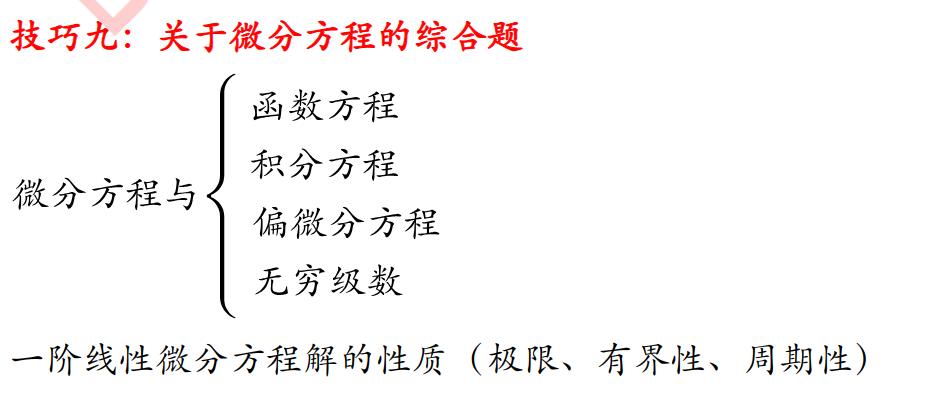 技巧九：关于微分方程的综合题
函数方程
积分方程
微分方程与
偏微分方程
无穷级数
一阶线性微分方程解的性质（极限、有界性、周期性）